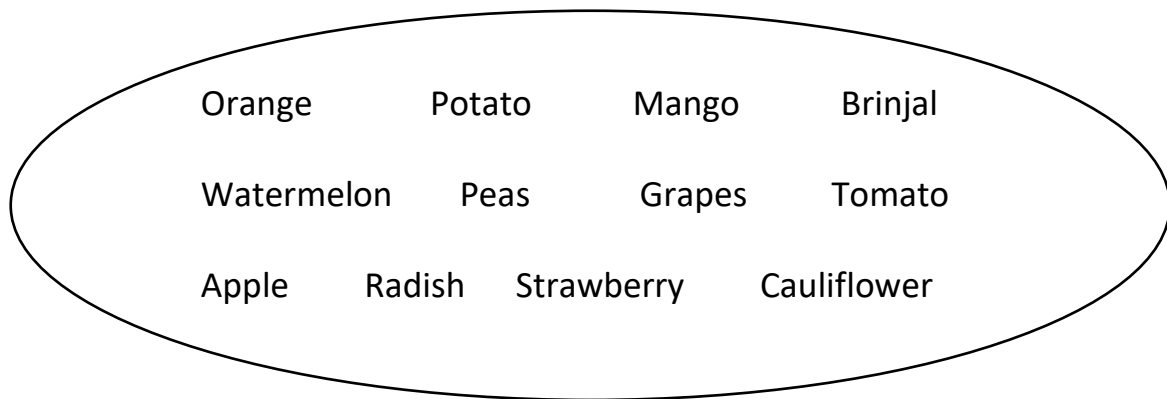 Orange Potato Mango Brinjal
Watermelon Peas Grapes Tomato
Apple Radish Strawberry Cauliflower